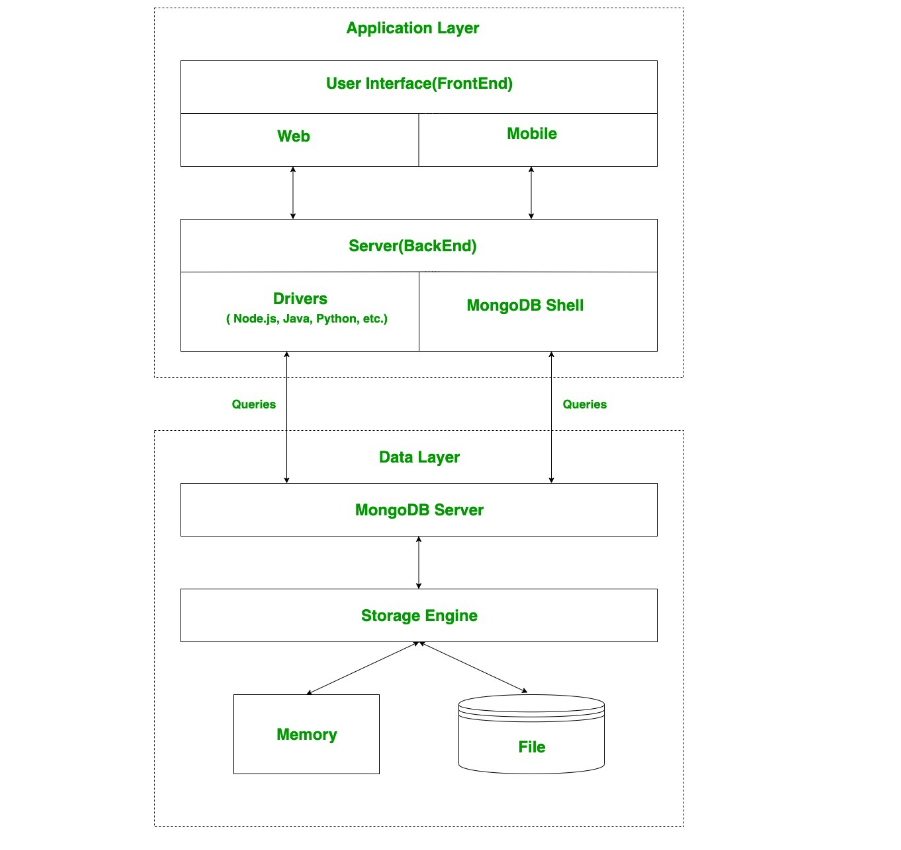 Application Layer
User Interface(FrontEnd)
Web
Mobile
Server(BackEnd)
Drivers
( Node.js, Java, Python, etc.)
MongoDB Shell
Queries
Queries
Data Layer
MongoDB Server
Storage Engine
Memory
File